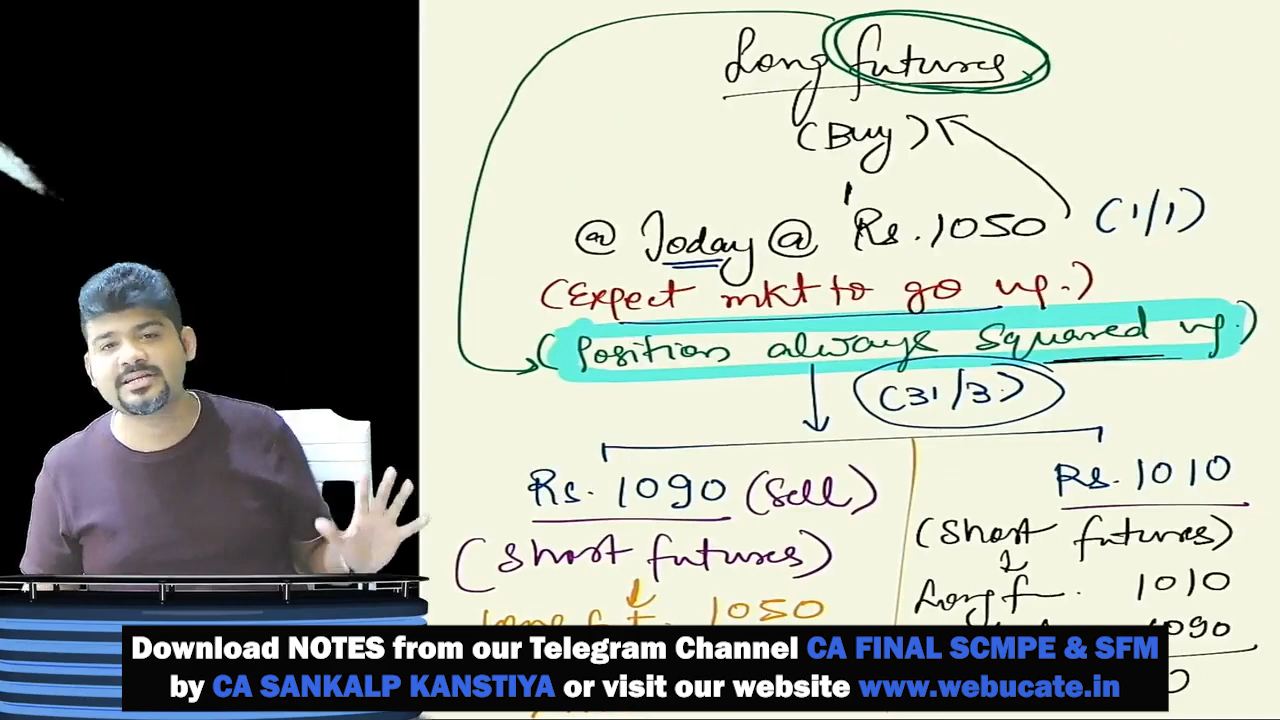 Long futures
(Buy)
@ Today @ Rs. 1050 (1/1)
(Expect mkt to go up.)
(Position always squared up.)
(31/3)
Rs. 1090 (Sell)
(Short futures)
1050
Rs. 1010
(Short futures)
Long f. 1010
1090
0
Download NOTES from our Telegram Channel CA FINAL SCMPE & SFM
by CA SANKALP KANSTIYA or visit our website www.webucate.in